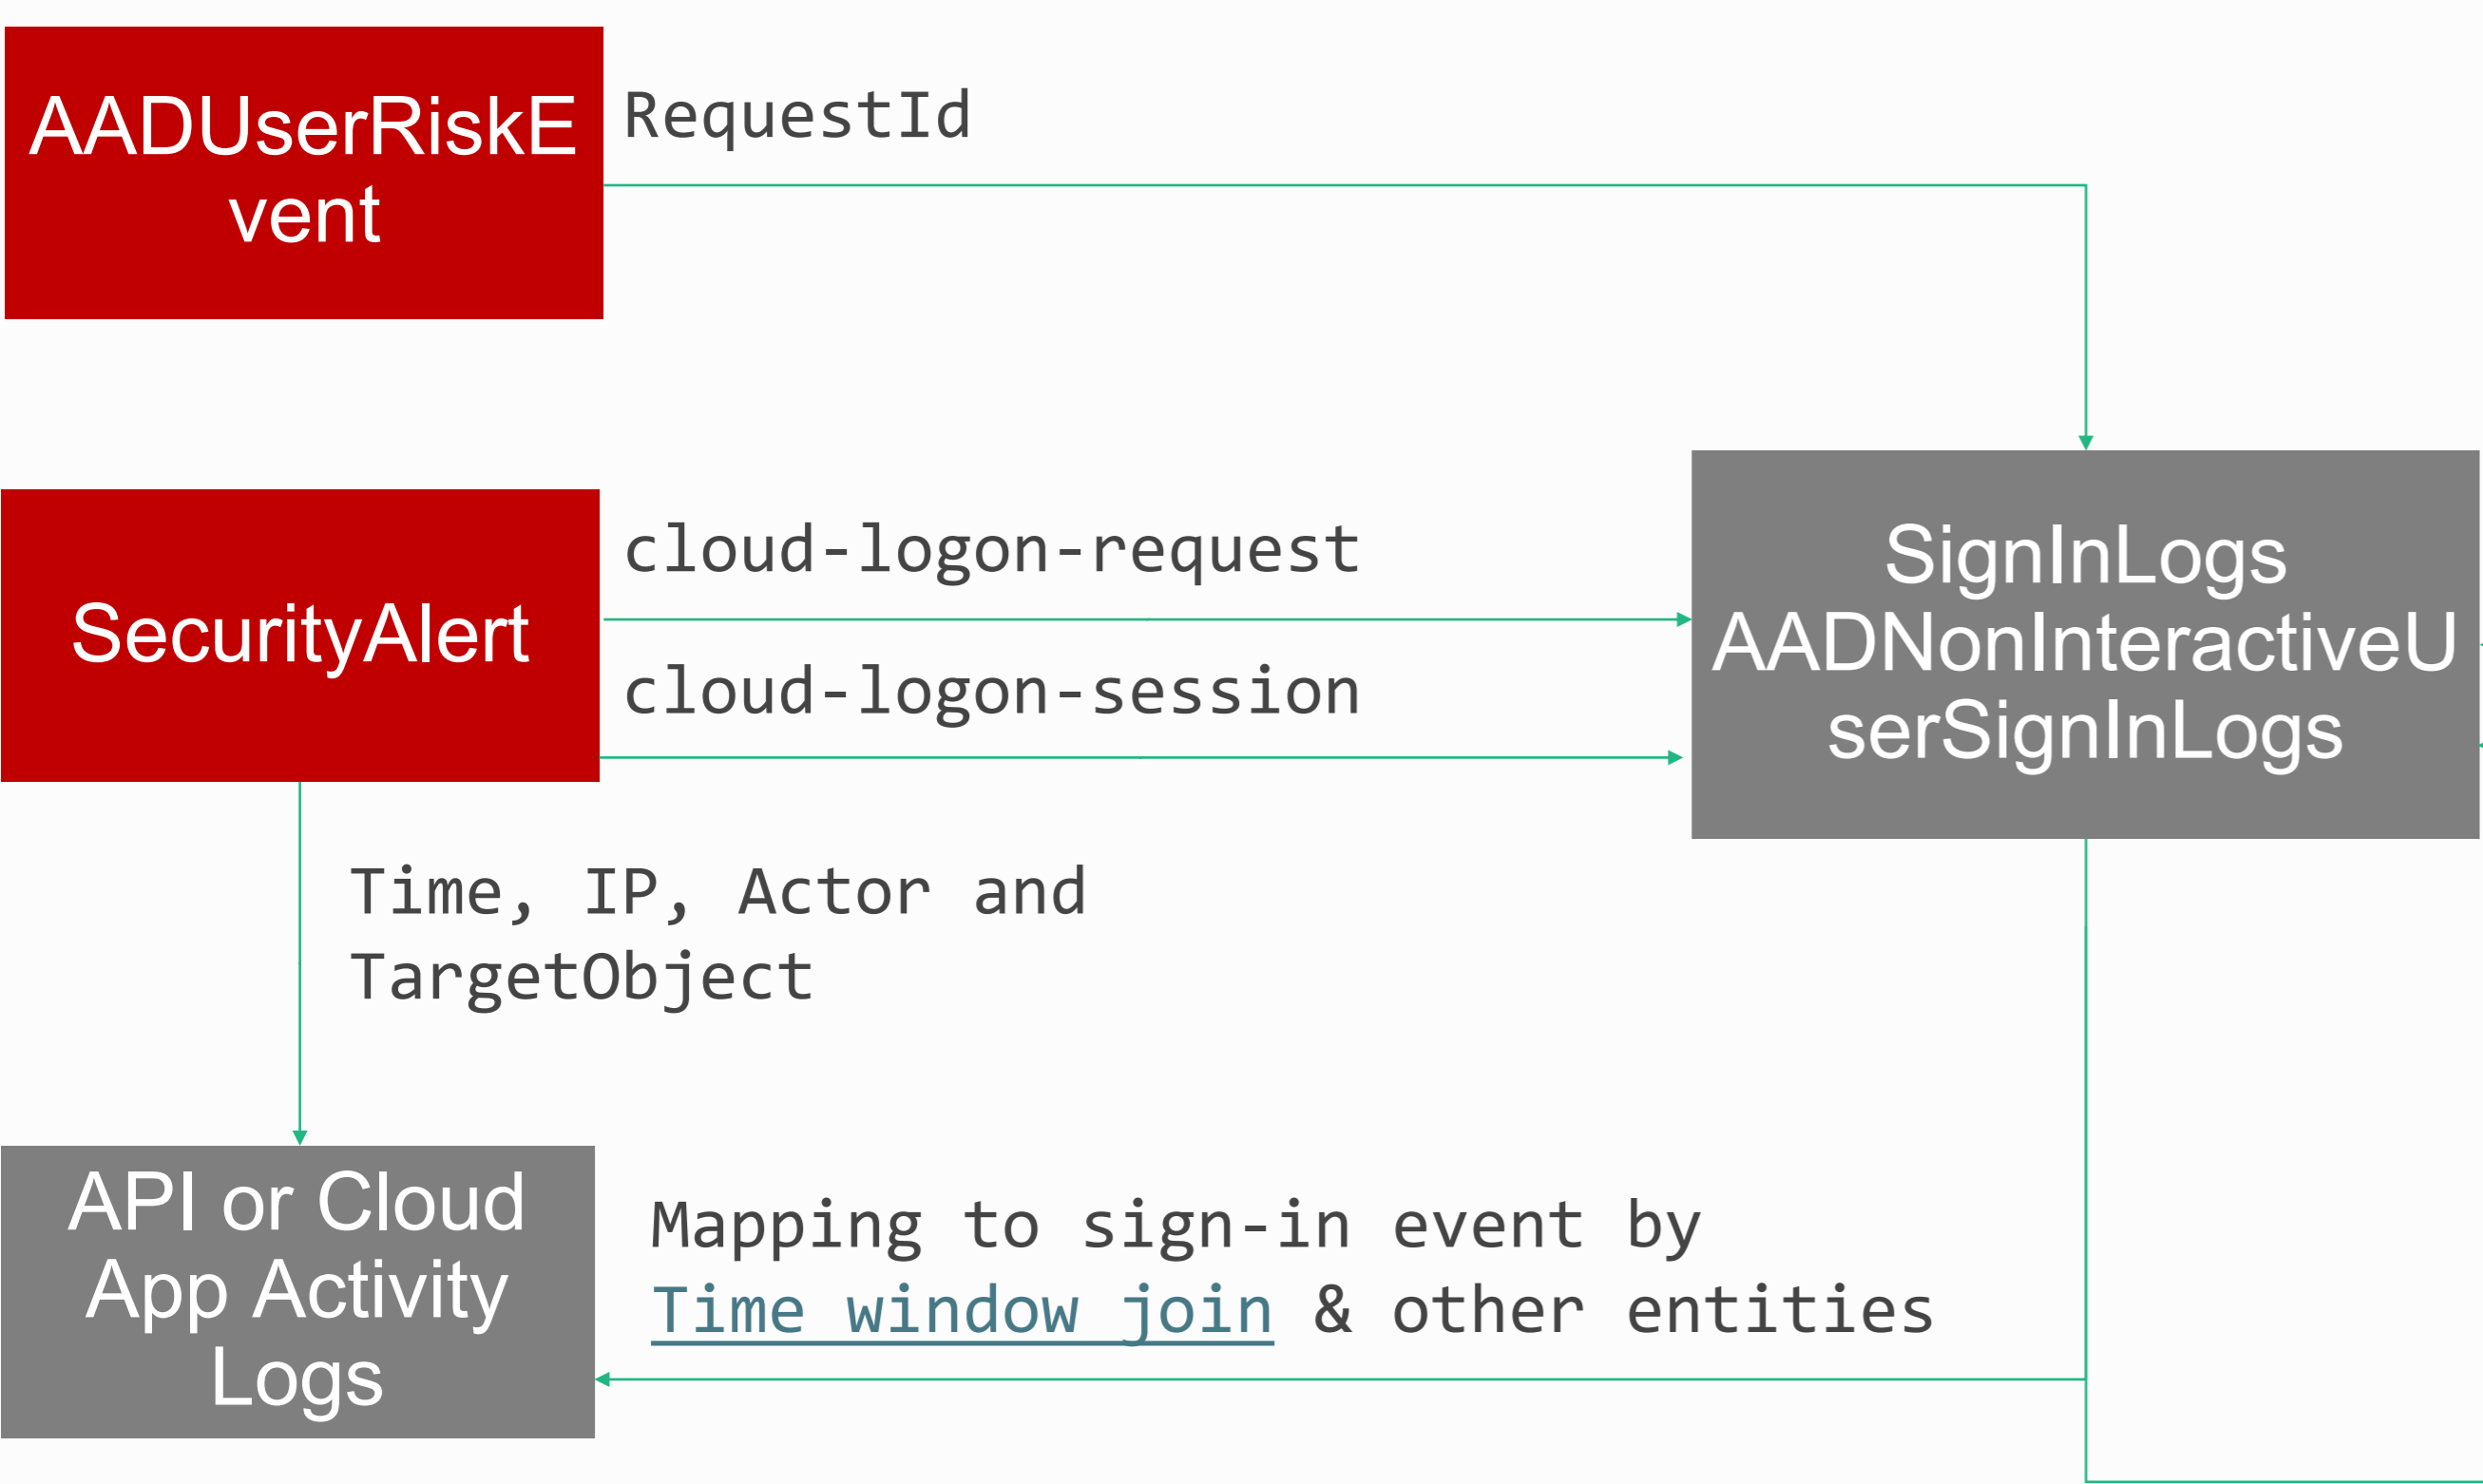 AADUserRiskE
vent
RequestId
SecurityAlert
cloud-logon-request
cloud-logon-session
SignInLogs
AADNonInteractiveU
serSignInLogs
Time, IP, Actor and
TargetObject
API or Cloud
App Activity
Logs
Mapping to sign-in event by
Time window join & other entities